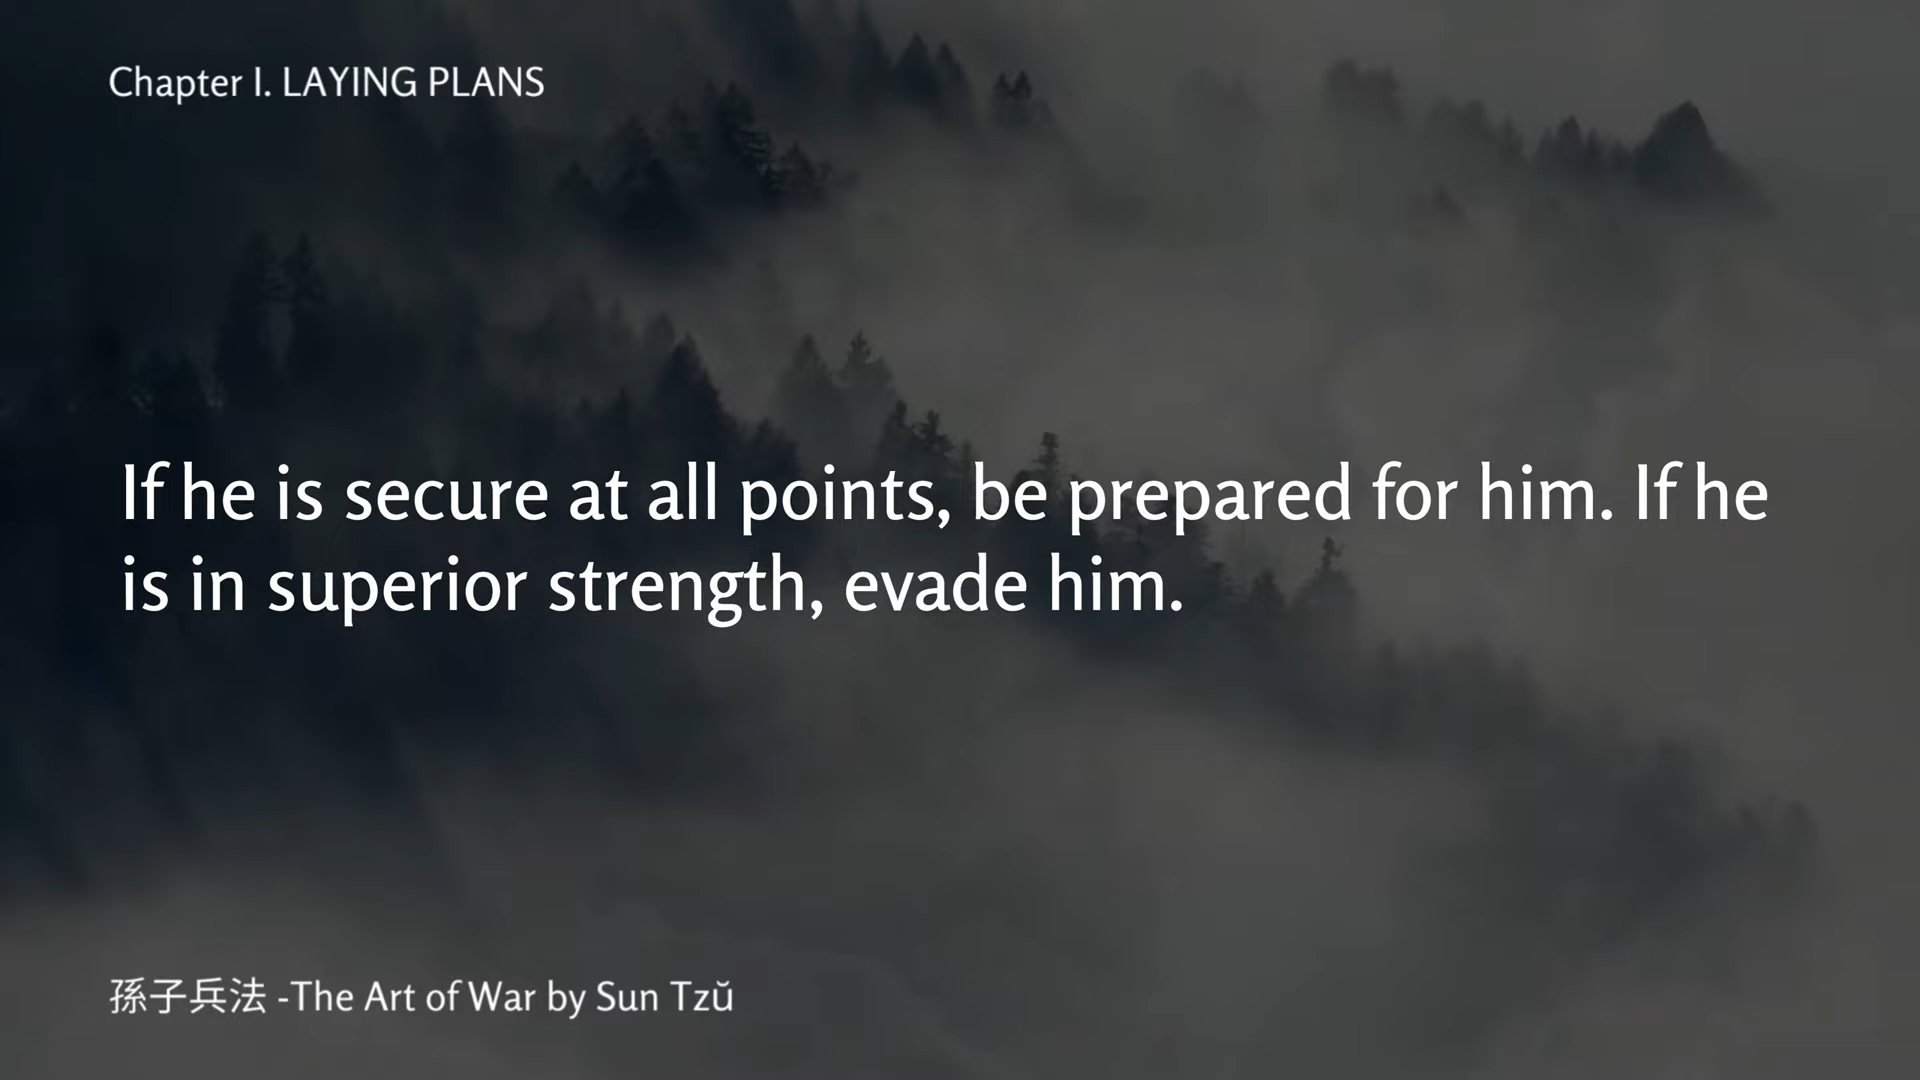 Chapter I. LAYING PLANS
If he is secure at all points, be prepared for him. If he
is in superior strength, evade him.
孫子兵法 -The Art of War by Sun Tzŭ